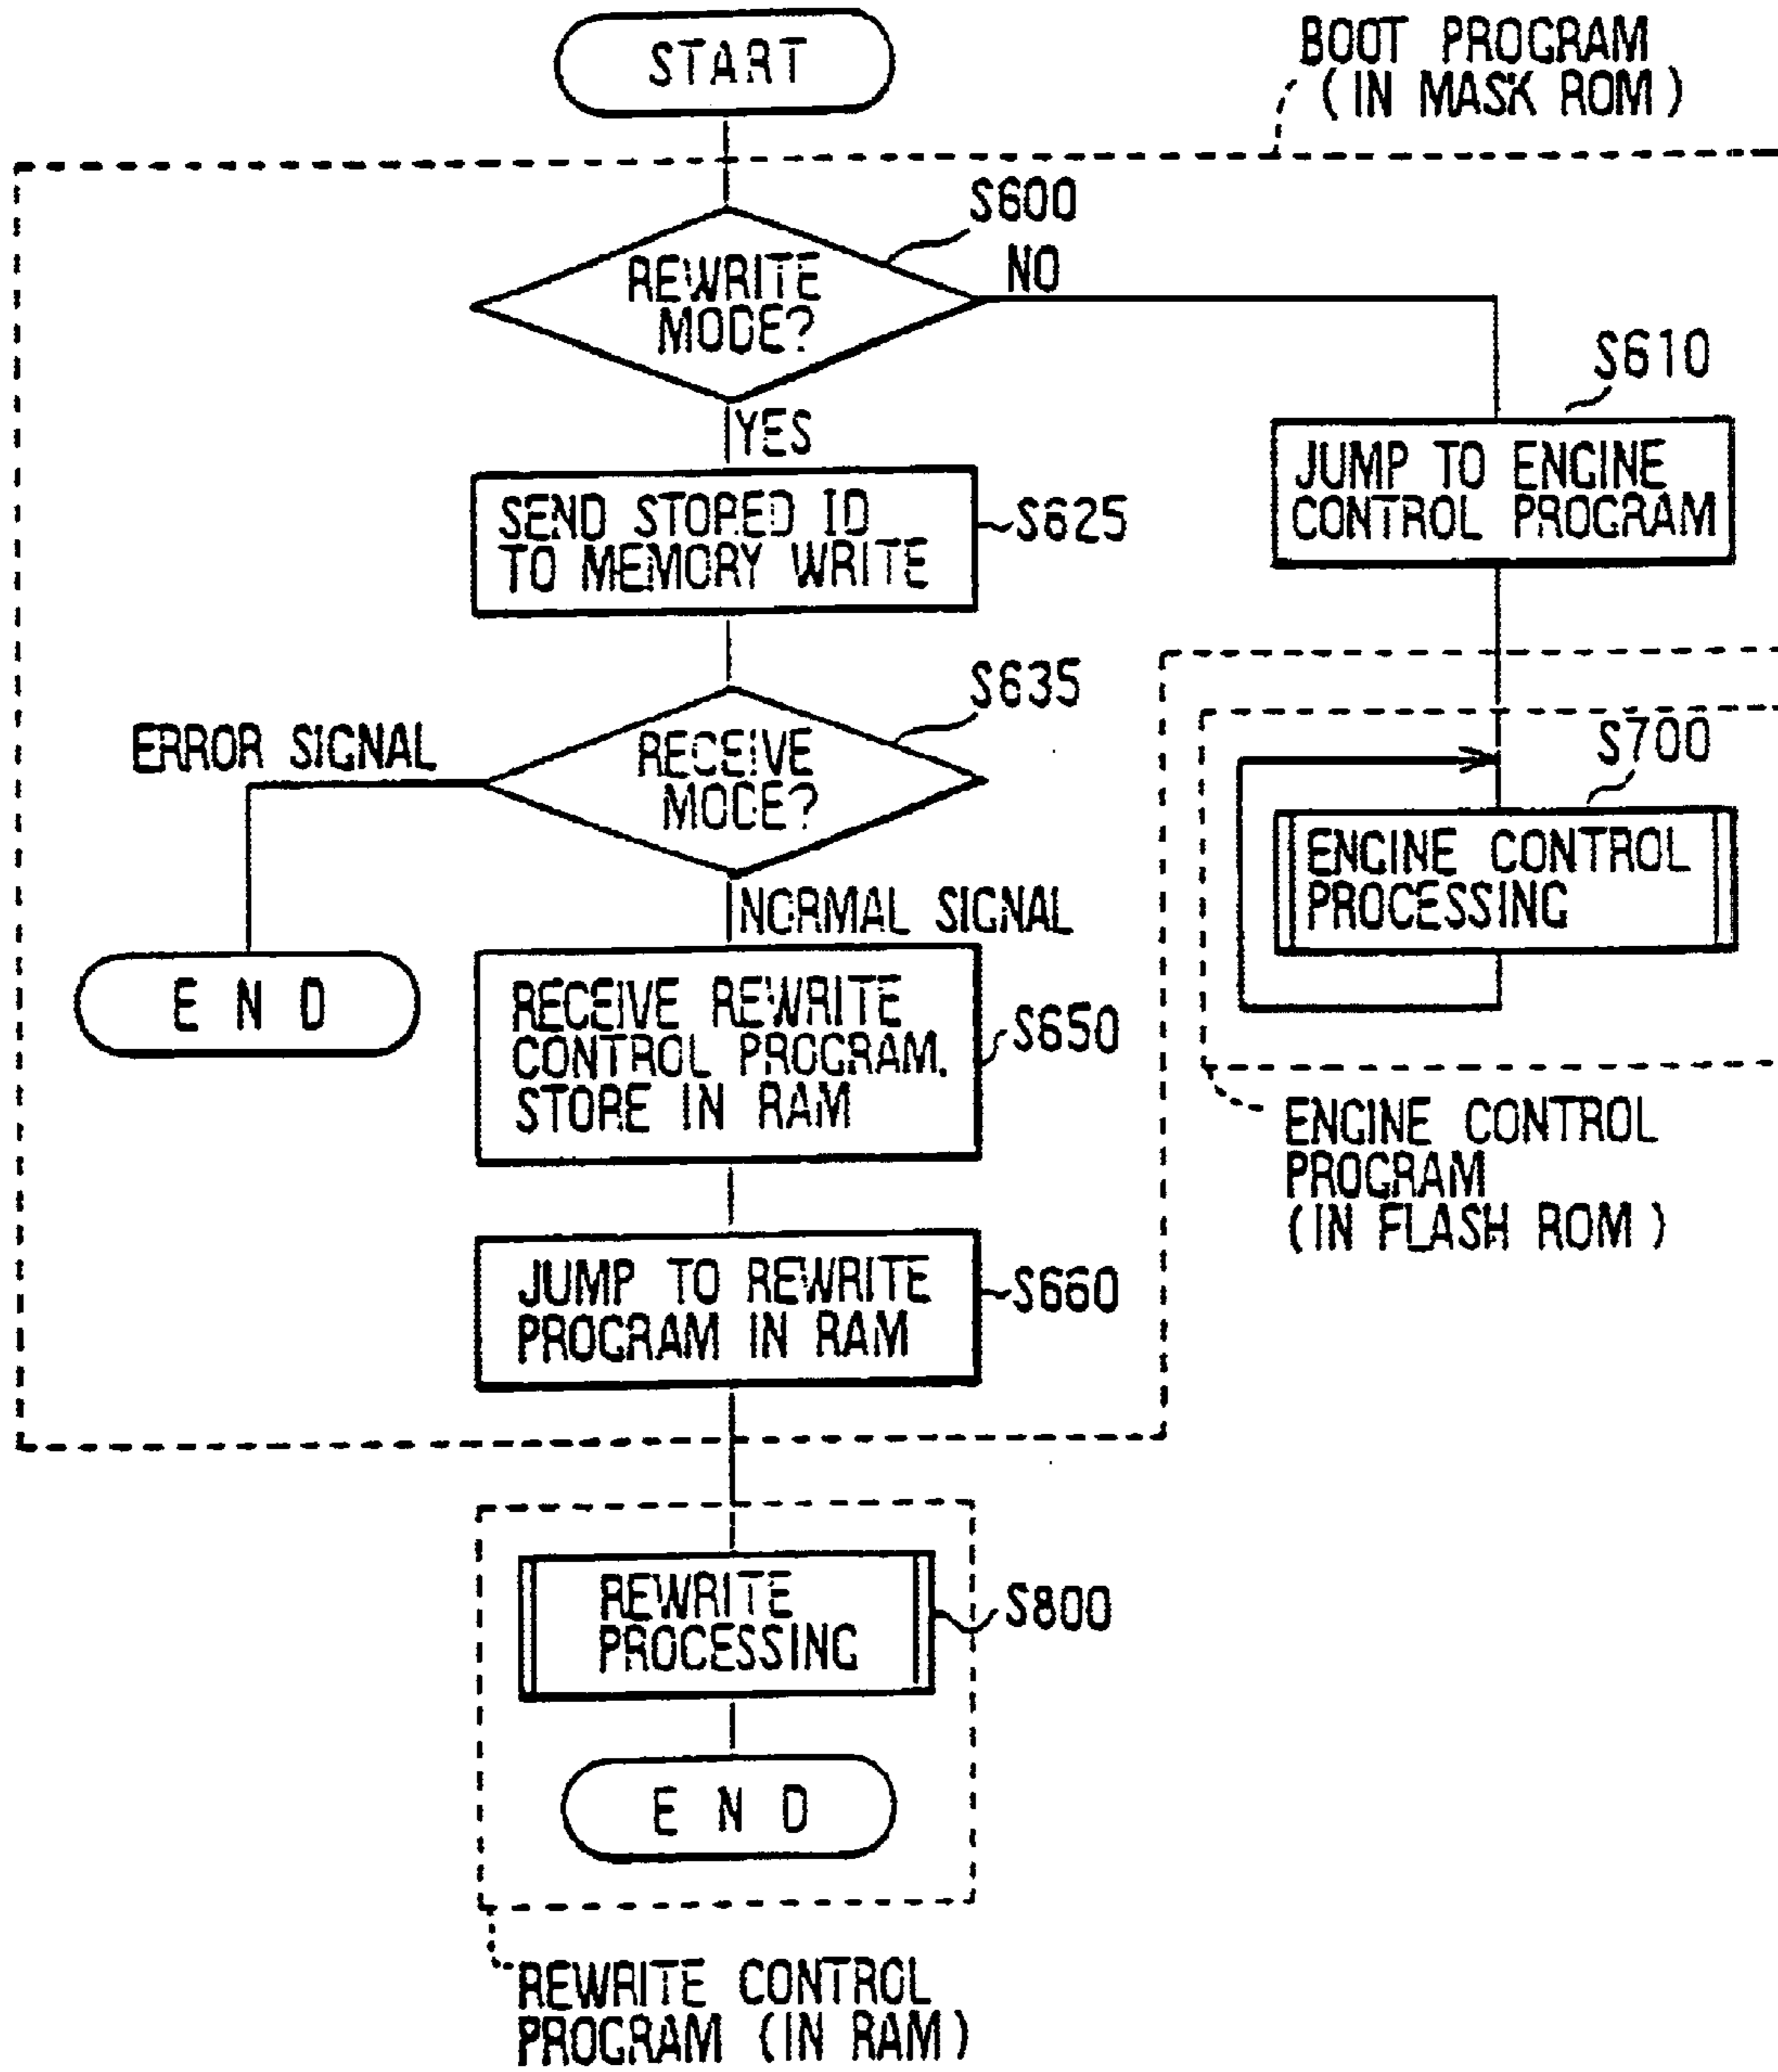 START
BOOT PROGRAM
(IN MASK ROM)
S600
REWRITE
MODE?
NO
YES
S610
JUMP TO ENGINE
CONTROL PROGRAM
SEND STORED ID
TO MEMORY WRITE
S625
S635
RECEIVE
MODE?
ERROR SIGNAL
NORMAL SIGNAL
S700
ENGINE CONTROL
PROCESSING
E N D
RECEIVE REWRITE
CONTROL PROGRAM.
STORE IN RAM
S650
ENGINE CONTROL
PROGRAM
(IN FLASH ROM)
JUMP TO REWRITE
PROGRAM IN RAM
S660
REWRITE
PROCESSING
S800
E N D
REWRITE CONTROL
PROGRAM (IN RAM)